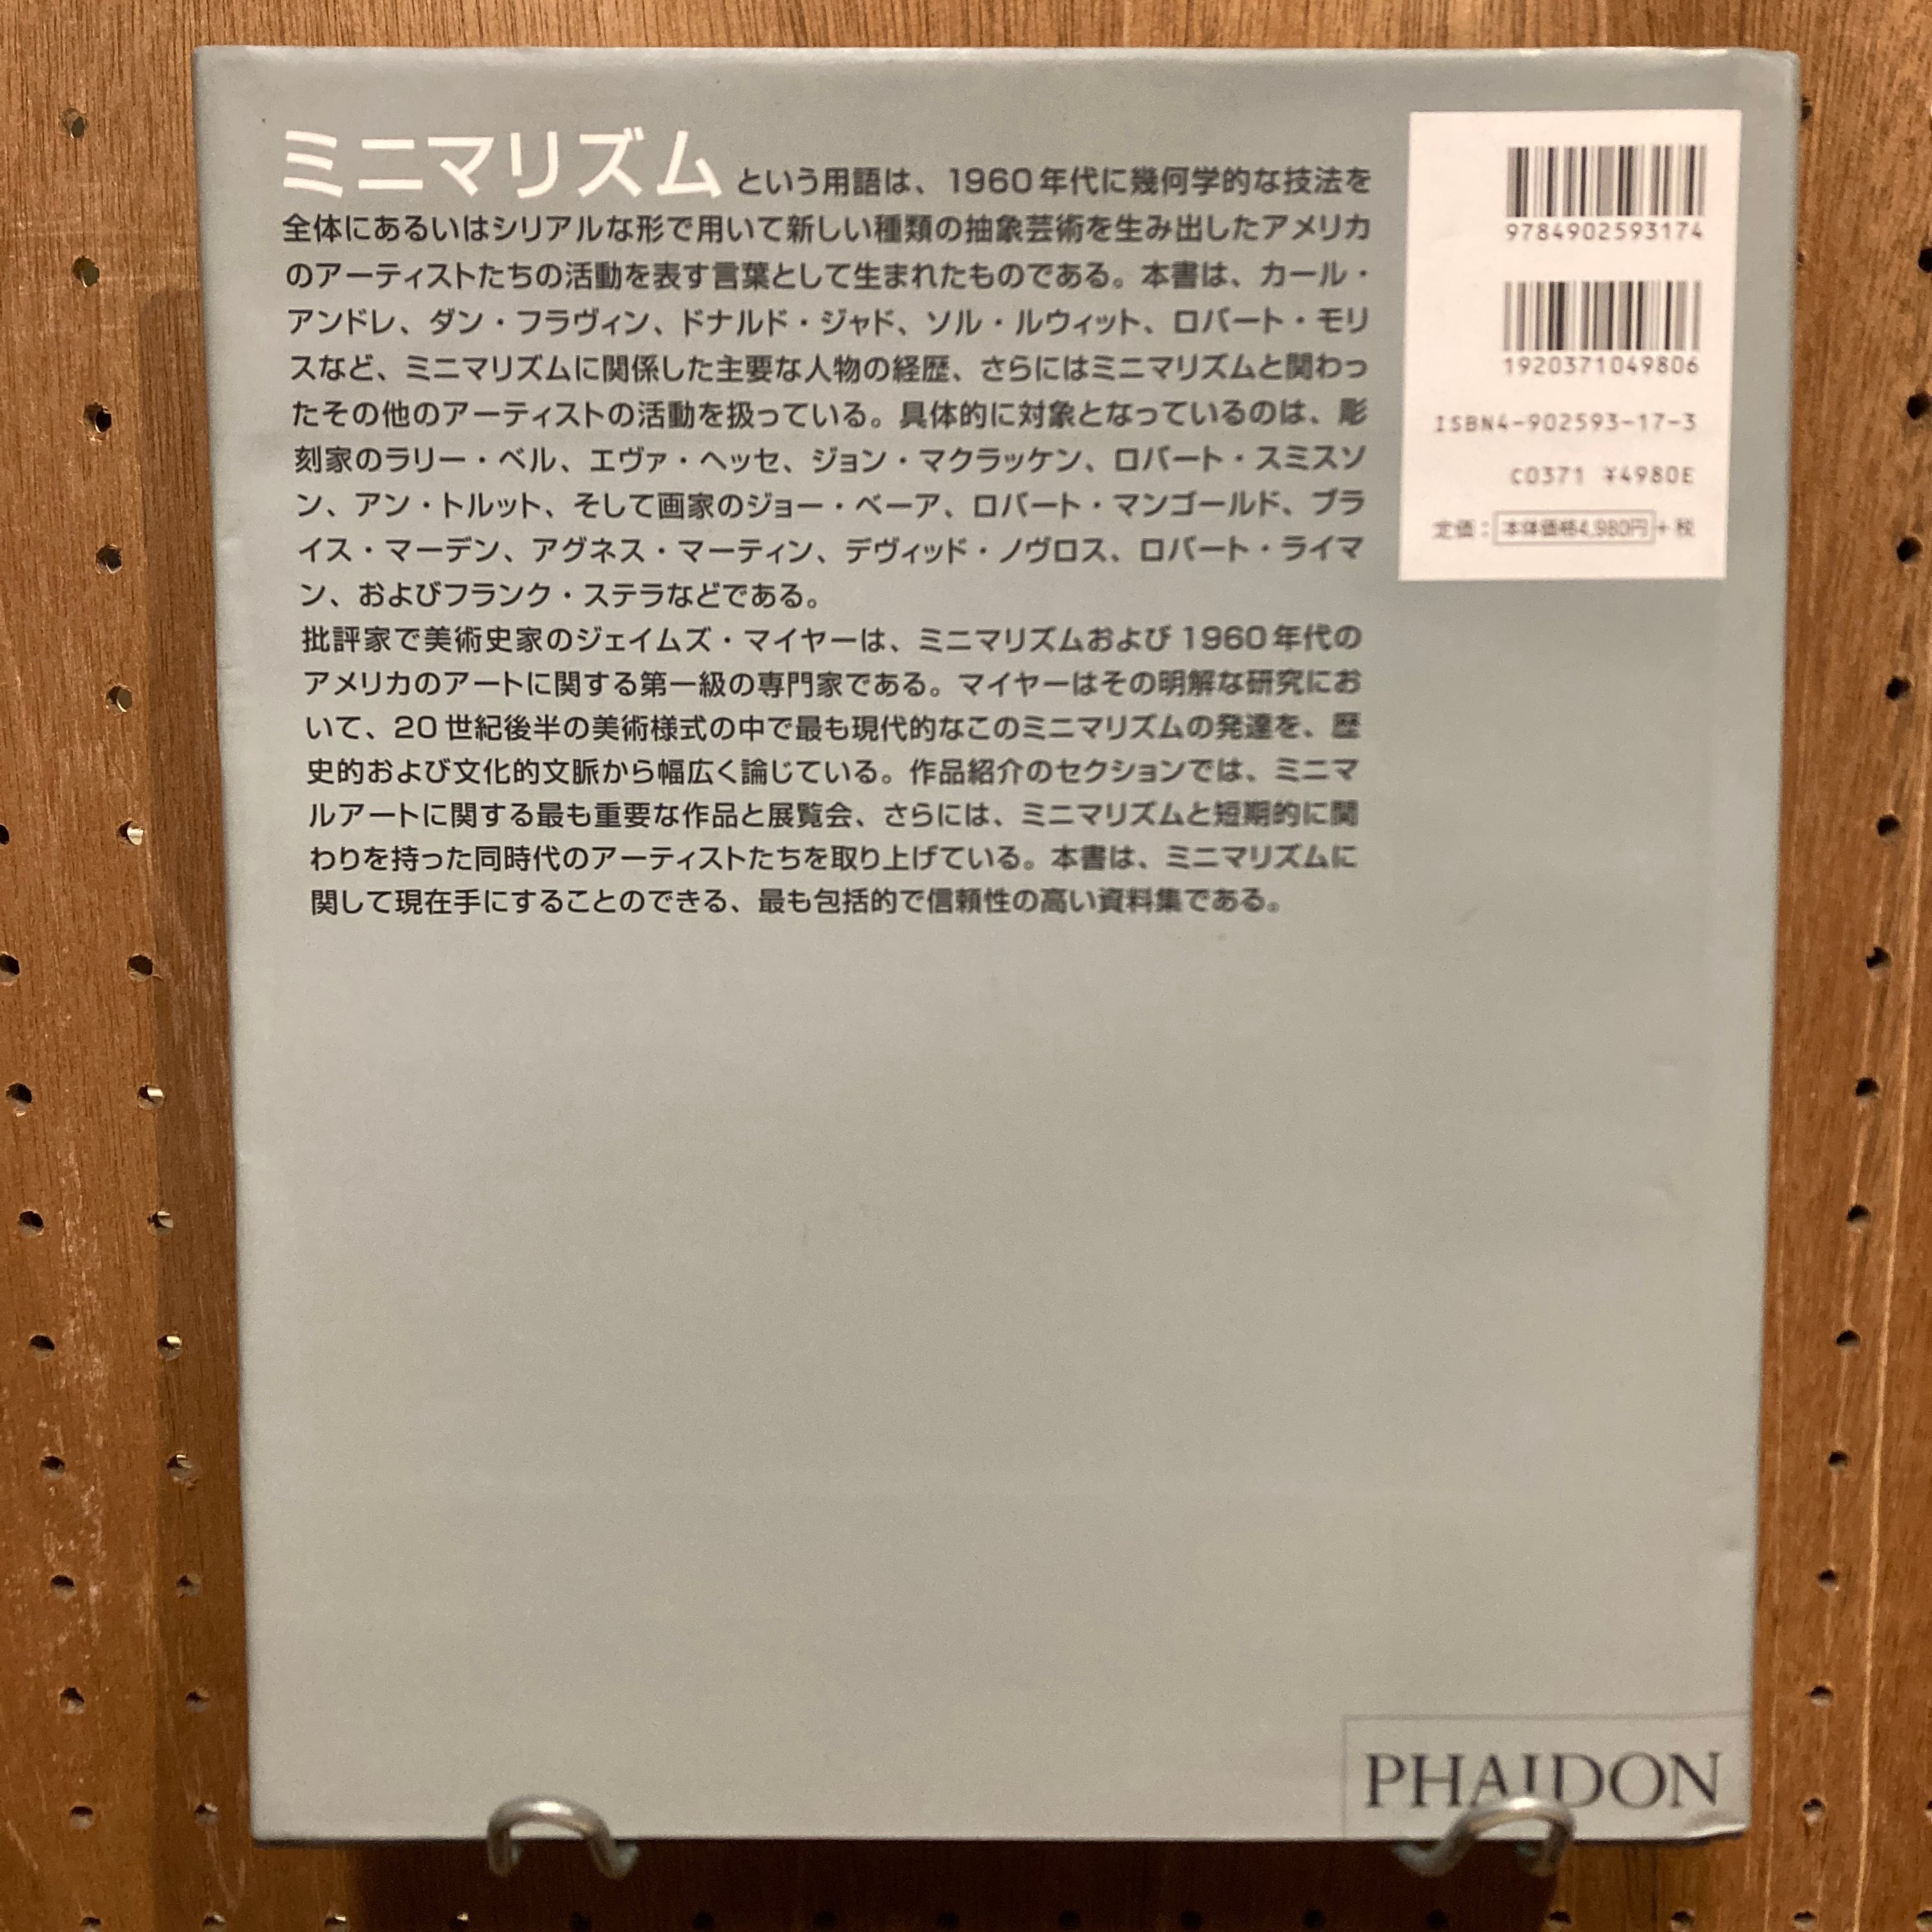 ミニマリズムという用語は、1960年代に幾何学的な技法を
全体にあるいはシリアルな形で用いて新しい種類の抽象芸術を生み出したアメリカ
のアーティストたちの活動を表す言葉として生まれたものである。本書は、カール・
アンドレ、ダン・フラヴィン、ドナルド・ジャド、ソル・ルウィット、ロバート・モリ
スなど、ミニマリズムに関係した主要な人物の経歴、さらにはミニマリズムと関わっ
たその他のアーティストの活動を扱っている。具体的に対象となっているのは、彫
刻家のラリー・ベル、エヴァ・ヘッセ、ジョン・マクラッケン、ロバート・スミスソ
ン、アン・トルット、そして画家のジョー・ベーア、ロバート・マンゴールド、ブラ
イス・マーデン、アグネス・マーティン、デヴィッド・ノヴロス、ロバート・ライマ
ン、およびフランク・ステラなどである。
批評家で美術史家のジェイムズ・マイヤーは、ミニマリズムおよび1960年代の
アメリカのアートに関する第一級の専門家である。マイヤーはその明解な研究にお
いて、20世紀後半の美術様式の中で最も現代的なこのミニマリズムの発達を、歴
史的および文化的文脈から幅広く論じている。作品紹介のセクションでは、ミニマ
ルアートに関する最も重要な作品と展覧会、さらには、ミニマリズムと短期的に関
わりを持った同時代のアーティストたちを取り上げている。本書は、ミニマリズムに
関して現在手にすることのできる、最も包括的で信頼性の高い資料集である。
9784902593174
1920371049806
ISBN4-902593-17-3
C0371 ¥4980E
定価：本体価格4,980円+税
PHAIDON